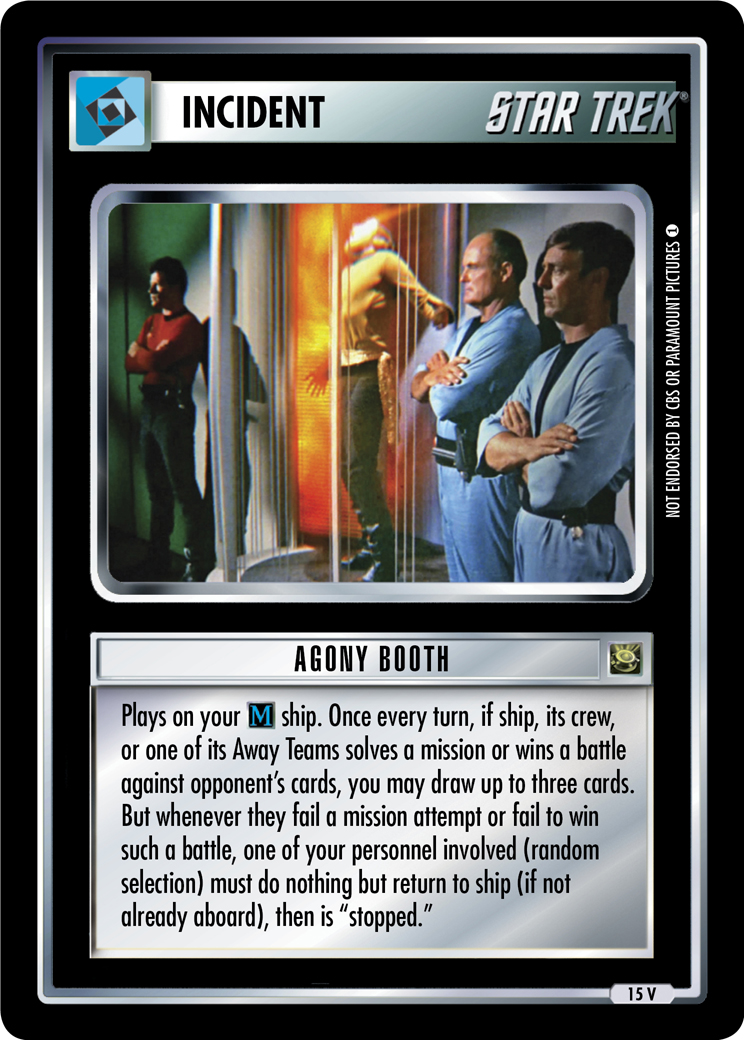 INCIDENT
STAR TREK®
NOT ENDORSED BY CBS OR PARAMOUNT PICTURES 1
AGONY BOOTH
Plays on your M ship. Once every turn, if ship, its crew,
or one of its Away Teams solves a mission or wins a battle
against opponent's cards, you may draw up to three cards.
But whenever they fail a mission attempt or fail to win
such a battle, one of your personnel involved (random
selection) must do nothing but return to ship (if not
already aboard), then is “stopped.”
15 V